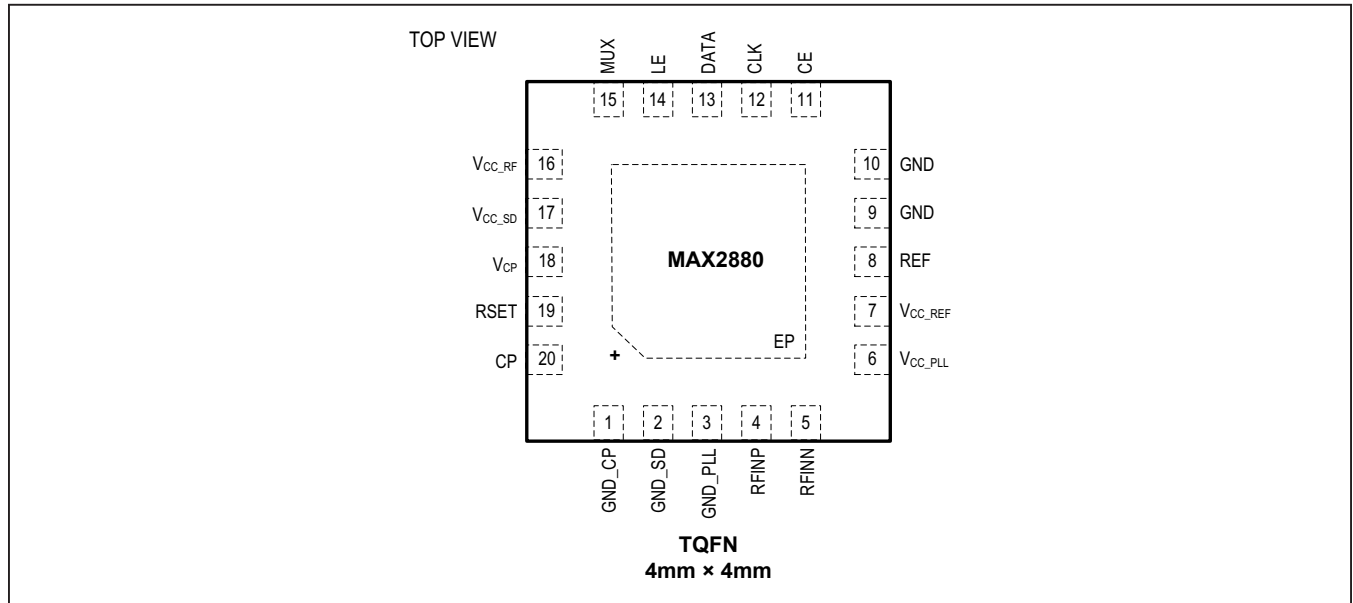 TOP VIEW
MUX
LE
DATA
CLK
CE
15
14
13
12
11
VCC_RF
16
10
GND
VCC_SD
17
9
GND
VCP
18
MAX2880
8
REF
RSET
19
7
VCC_REF
CP
20
+
EP
6
VCC_PLL
1
2
3
4
5
GND_CP
GND_SD
GND_PLL
RFINP
RFINN
TQFN
4mm × 4mm